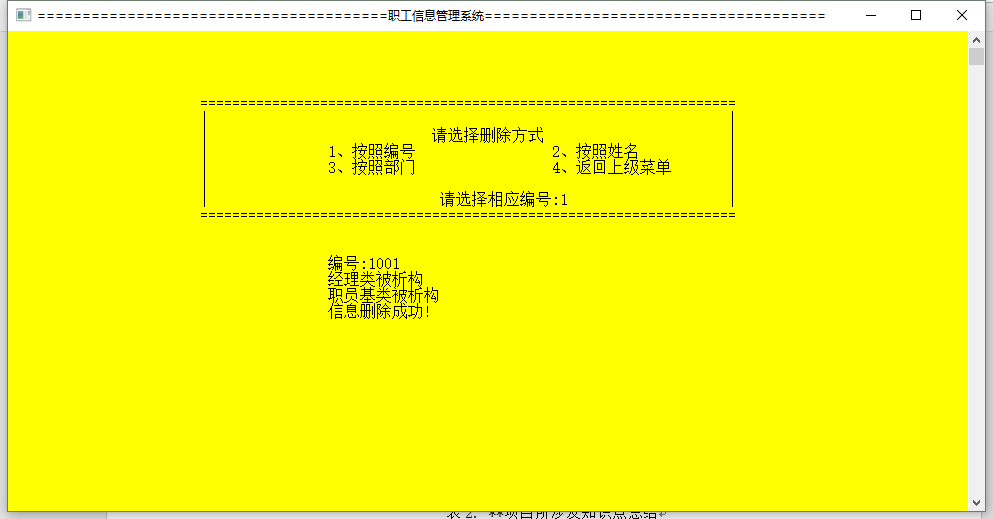 =======================================职工信息管理系统======================================
===================================================================
请选择删除方式
1、按照编号 2、按照姓名
3、按照部门 4、返回上级菜单
请选择相应编号:1
===================================================================
编号:1001
经理类被析构
职员基类被析构
信息删除成功!
表 2. **项目所涉及知识点总结